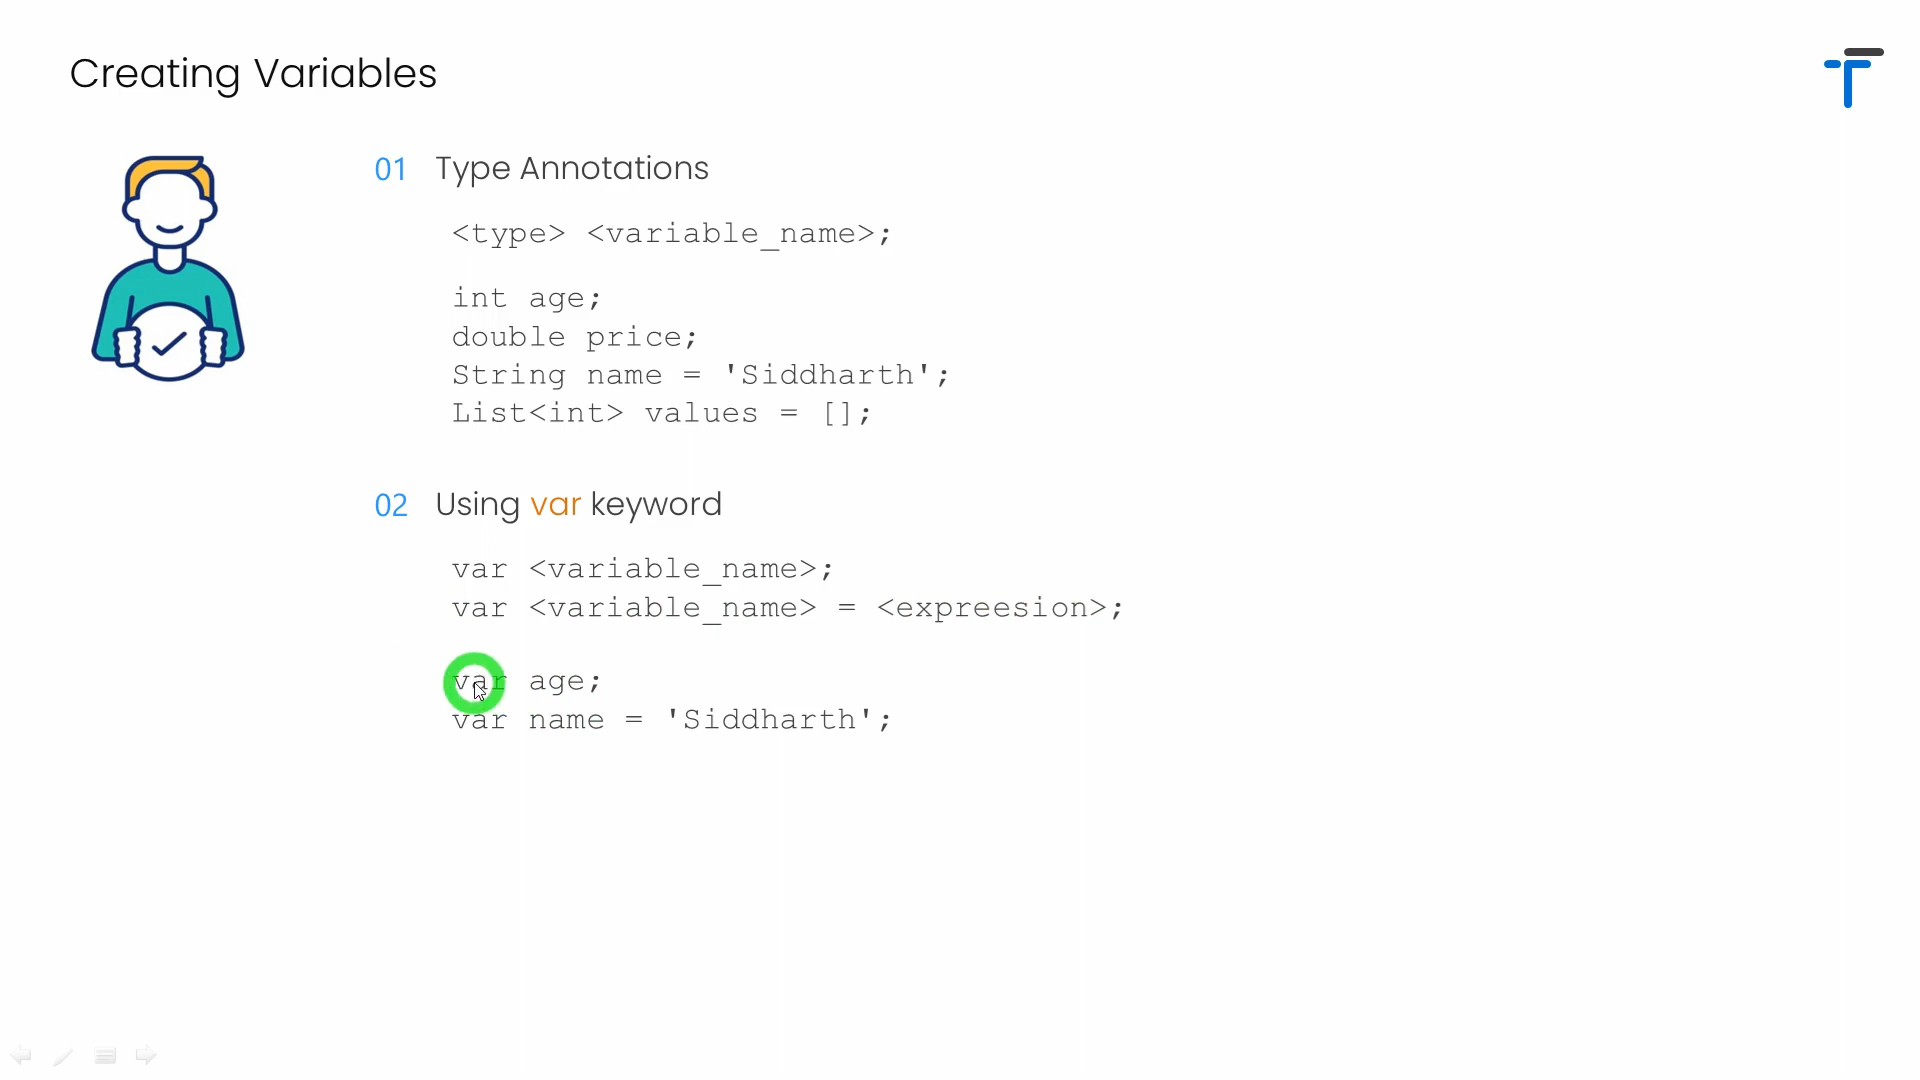 Creating Variables
01 Type Annotations
<type> <variable_name>;
int age;
double price;
String name = 'Siddharth';
List<int> values = [];
02 Using var keyword
var <variable_name>;
var <variable_name> = <expreesion>;
var age;
var name = 'Siddharth';